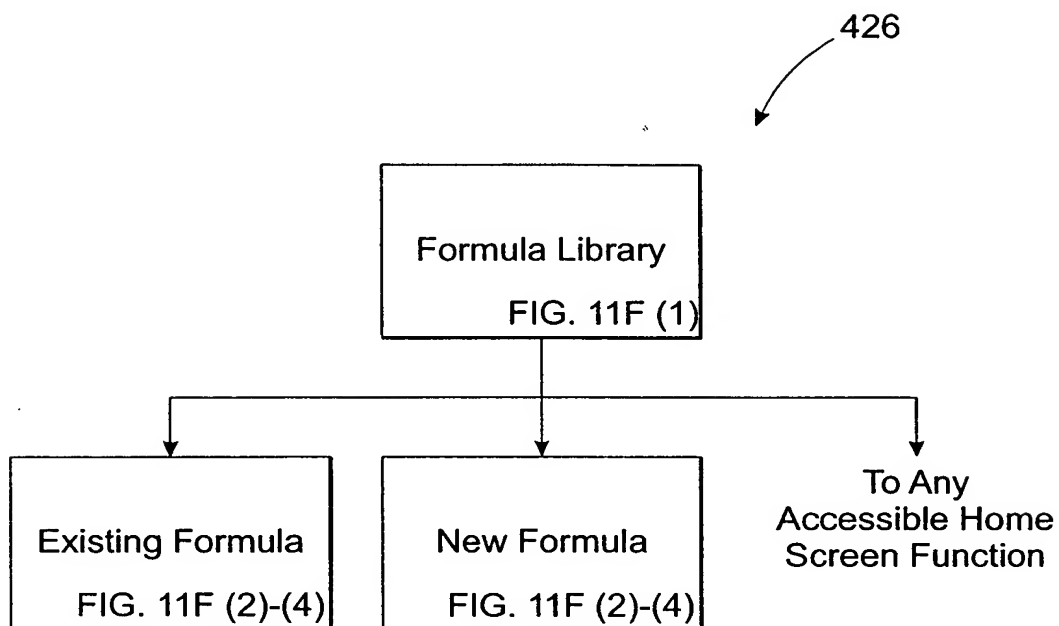 426
Formula Library
FIG. 11F (1)
Existing Formula
FIG. 11F (2)-(4)
New Formula
FIG. 11F (2)-(4)
To Any
Accessible Home
Screen Function